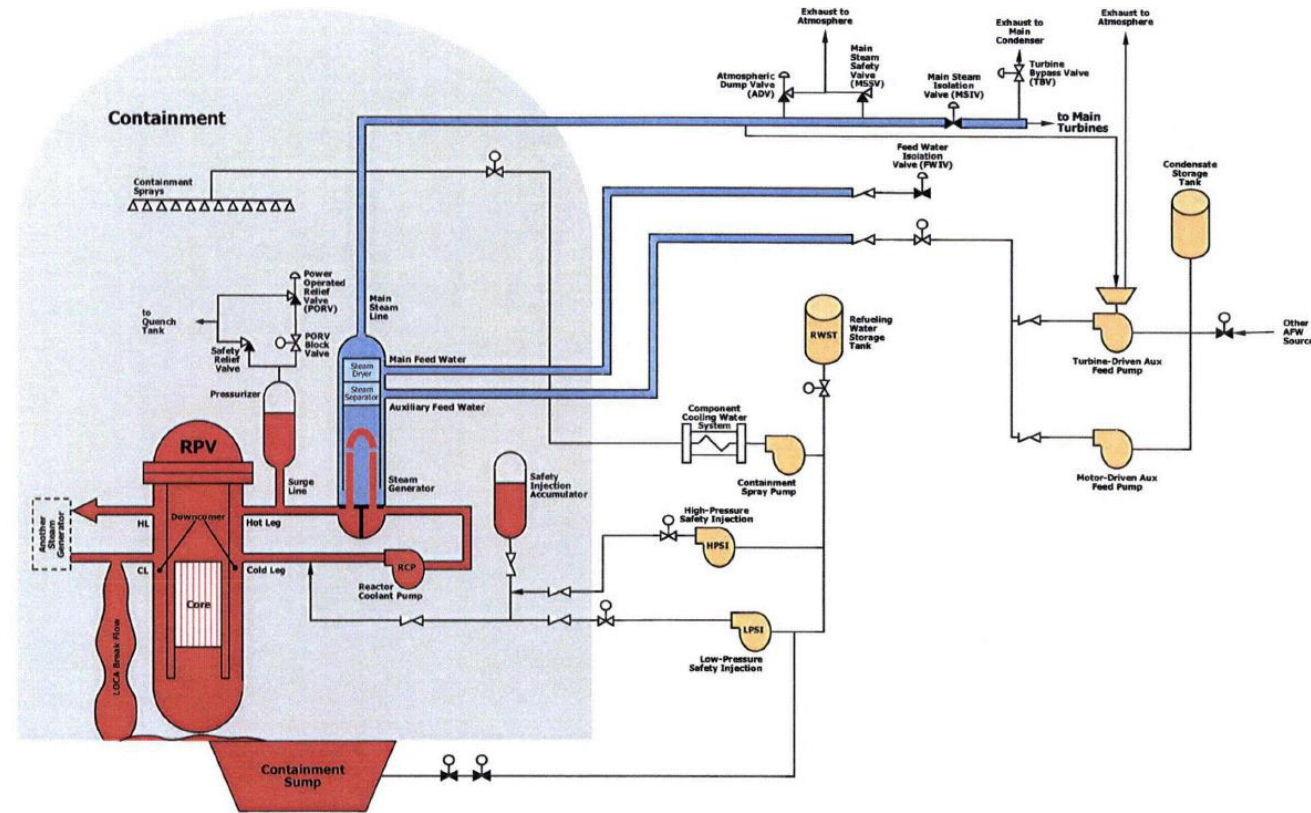 Exhaust to
Atmosphere
Exhaust to
Main
Condenser
Exhaust to
Atmosphere
Atmospheric
Dump Valve
(ADV)
Main
Steam
Safety
Valve
(MSSV)
Main Steam
Isolation
Valve (MSIV)
Turbine
Bypass Valve
(TBV)
to Main
Turbines
Containment
Containment
Sprays
Feed Water
Isolation
Valve (FWIV)
Condensate
Storage
Tank
Power
Operated
Relief
Valve (PORV)
to
Quench
Tank
Safety
Relief
Valve
PORV
Block
Valve
Main
Steam
Line
Pressurizer
Steam
Dryer
Steam
Separator
Main Feed Water
Auxiliary Feed Water
RWST
Refueling
Water
Storage
Tank
Other
AFW
Source
Turbine-Driven Aux
Feed Pump
Motor-Driven Aux
Feed Pump
Component
Cooling Water
System
Containment
Spray Pump
RPV
Surge
Line
Steam
Generator
Safety
Injection
Accumulator
High-Pressure
Safety Injection
HPSI
Another
Steam
Generator
HL
Downcomer
Hot Leg
CL
Cold Leg
RCP
Reactor
Coolant Pump
Core
LOCA Break Flow
LPSI
Low-Pressure
Safety Injection
Containment
Sump